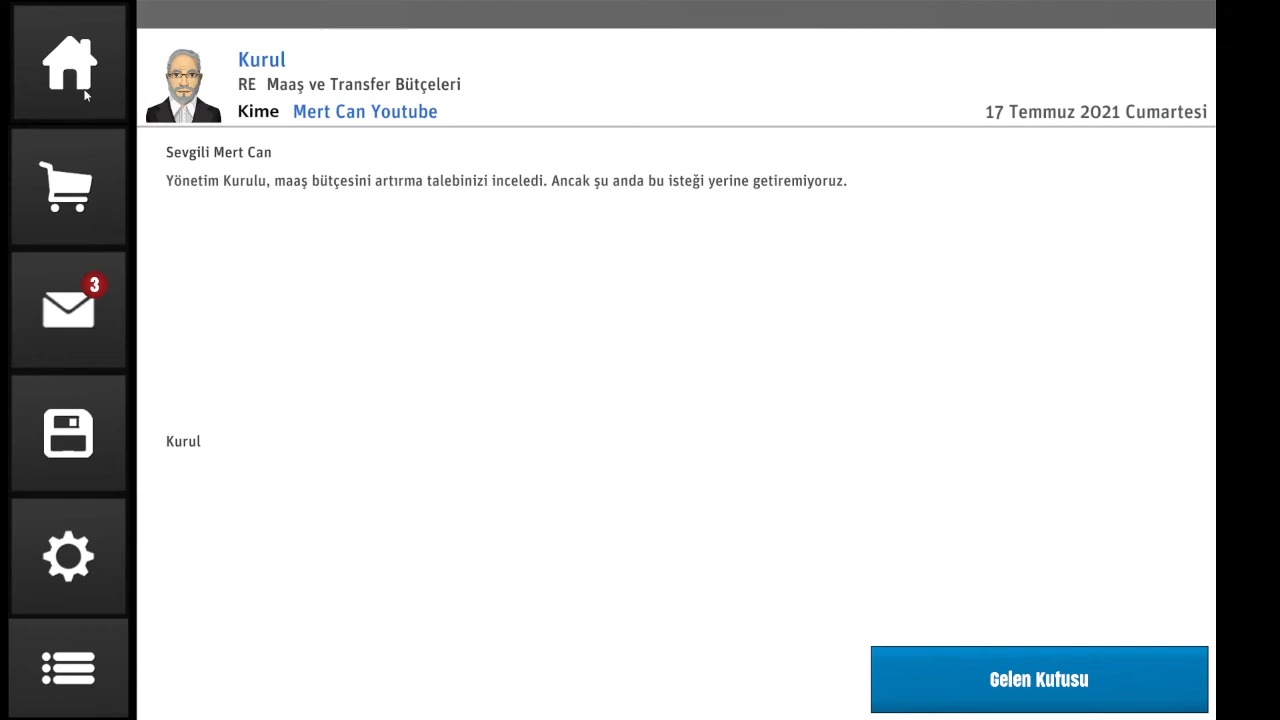 Kurul
RE Maaş ve Transfer Bütçeleri
Kime Mert Can Youtube
17 Temmuz 2021 Cumartesi
Sevgili Mert Can
Yönetim Kurulu, maaş bütçesini artırma talebinizi inceledi. Ancak şu anda bu isteği yerine getiremiyoruz.
3
Kurul
Gelen Kutusu